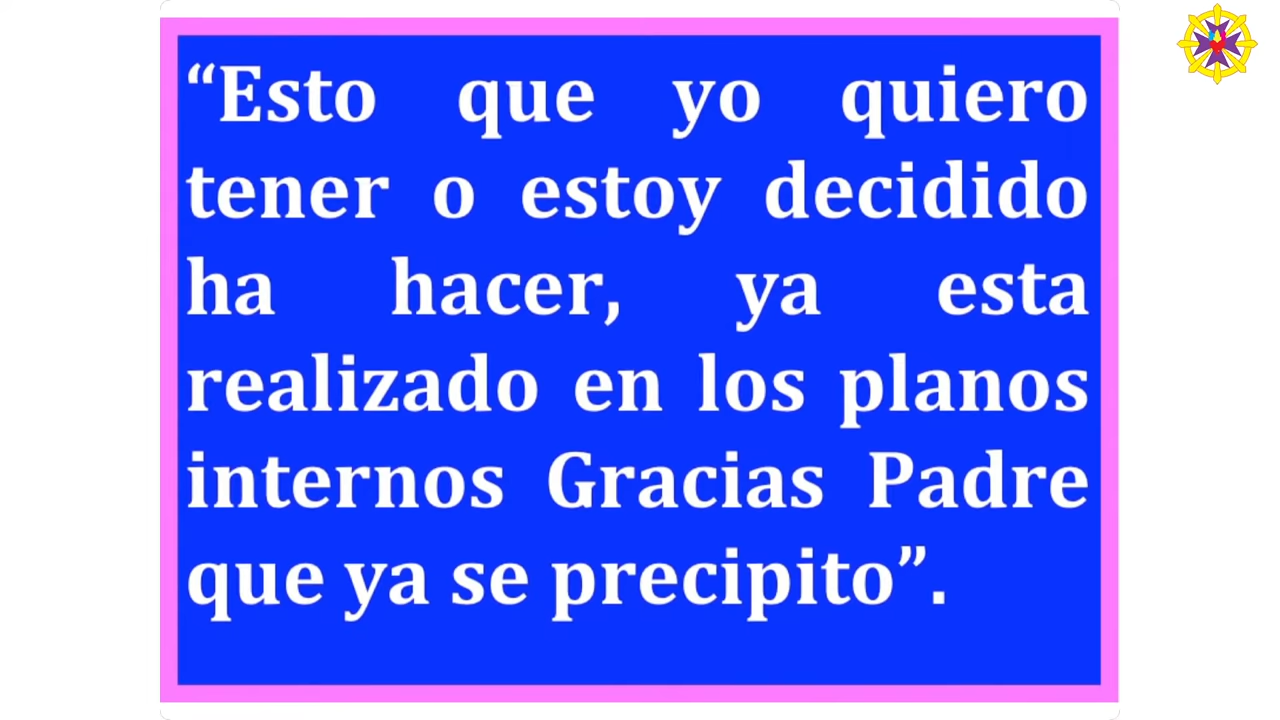 “Esto que yo quiero
tener o estoy decidido
ha hacer, ya esta
realizado en los planos
internos Gracias Padre
que ya se precipito”.